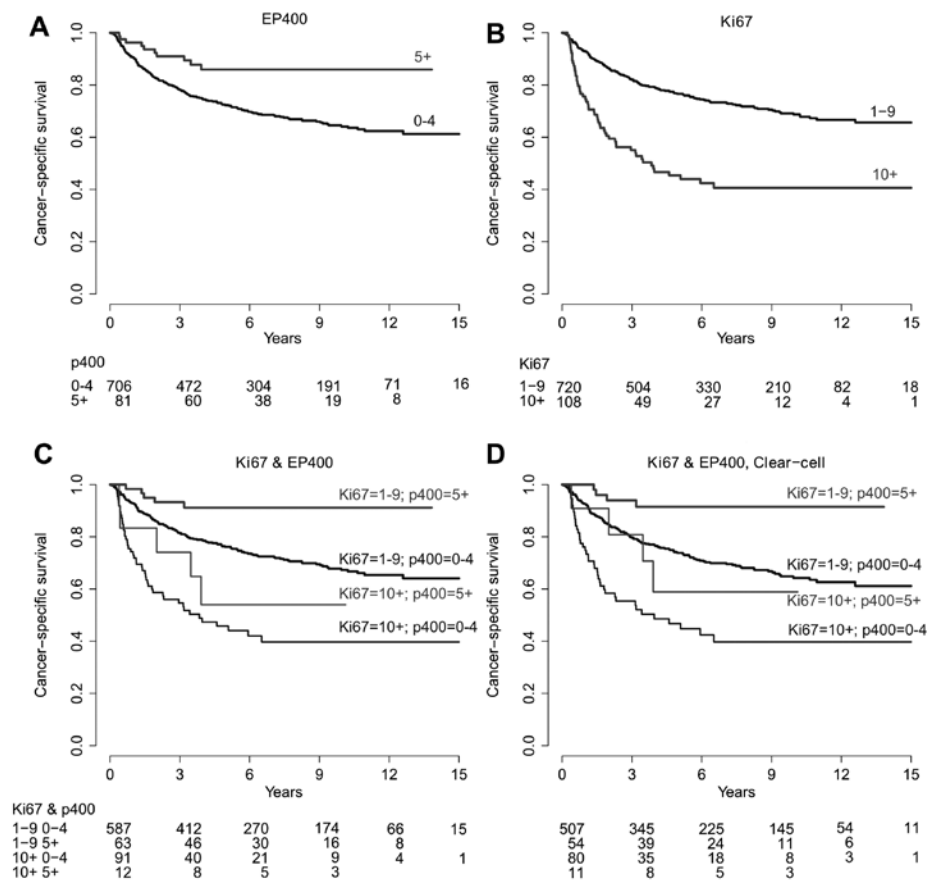 A
EP400
Cancer-specific survival
0.0 0.2 0.4 0.6 0.8 1.0
5+
0-4
0 3 6 9 12 15
Years
p400
0-4 706 472 304 191 71 16
5+ 81 60 38 19 8
B
Ki67
Cancer-specific survival
0.0 0.2 0.4 0.6 0.8 1.0
1-9
10+
0 3 6 9 12 15
Years
Ki67
1-9 720 504 330 210 82 18
10+ 108 49 27 12 4 1
C
Ki67 & EP400
Cancer-specific survival
0.0 0.2 0.4 0.6 0.8 1.0
Ki67=1-9; p400=5+
Ki67=1-9; p400=0-4
Ki67=10+; p400=5+
Ki67=10+; p400=0-4
0 3 6 9 12 15
Years
Ki67 & p400
1-9 0-4 587 412 270 174 66 15
1-9 5+ 63 46 30 16 8
10+ 0-4 91 40 21 9 4 1
10+ 5+ 12 8 5 3
D
Ki67 & EP400, Clear-cell
Cancer-specific survival
0.0 0.2 0.4 0.6 0.8 1.0
Ki67=1-9; p400=5+
Ki67=1-9; p400=0-4
Ki67=10+; p400=5+
Ki67=10+; p400=0-4
0 3 6 9 12 15
Years
507 345 225 145 54 11
54 39 24 11 6
80 35 18 8 3 1
11 8 5 3